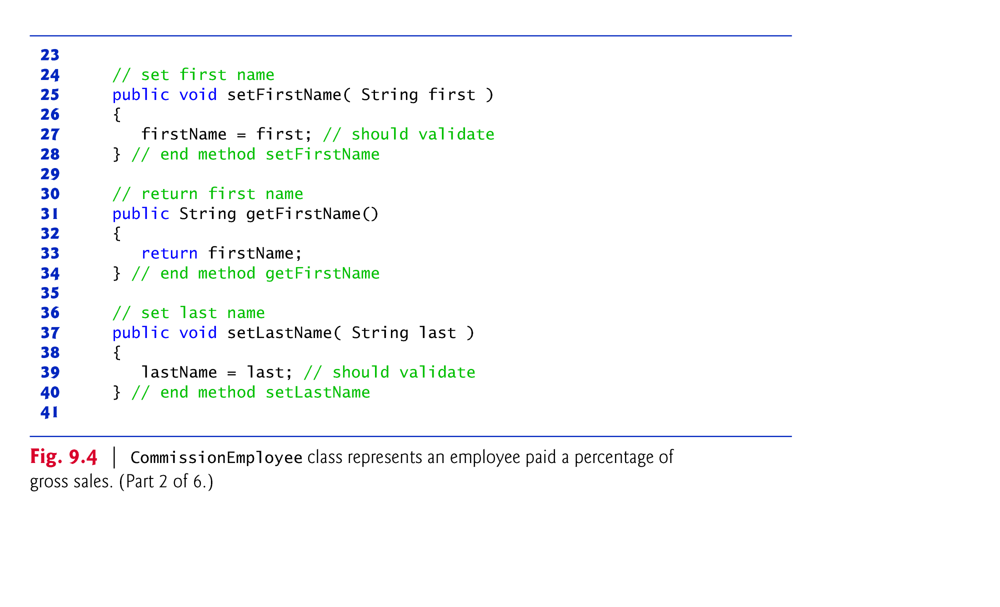 23
24 // set first name
25 public void setFirstName( String first )
26 {
27 firstName = first; // should validate
28 } // end method setFirstName
29
30 // return first name
31 public String getFirstName()
32 {
33 return firstName;
34 } // end method getFirstName
35
36 // set last name
37 public void setLastName( String last )
38 {
39 lastName = last; // should validate
40 } // end method setLastName
41
Fig. 9.4 | CommissionEmployee class represents an employee paid a percentage of
gross sales. (Part 2 of 6.)